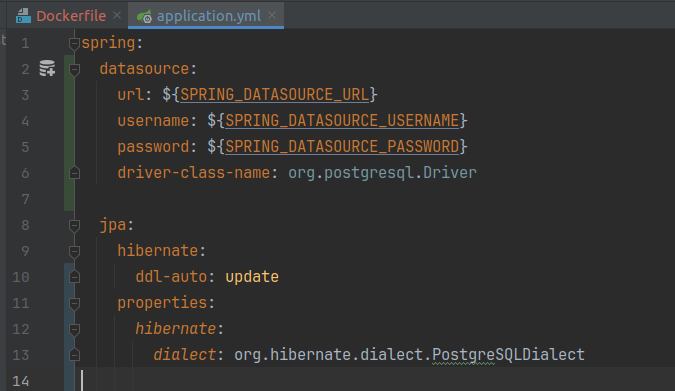 Dockerfile application.yml
1 spring:
2 datasource:
3 url: ${SPRING_DATASOURCE_URL}
4 username: ${SPRING_DATASOURCE_USERNAME}
5 password: ${SPRING_DATASOURCE_PASSWORD}
6 driver-class-name: org.postgresql.Driver
7
8 jpa:
9 hibernate:
10 ddl-auto: update
11 properties:
12 hibernate:
13 dialect: org.hibernate.dialect.PostgreSQLDialect
14